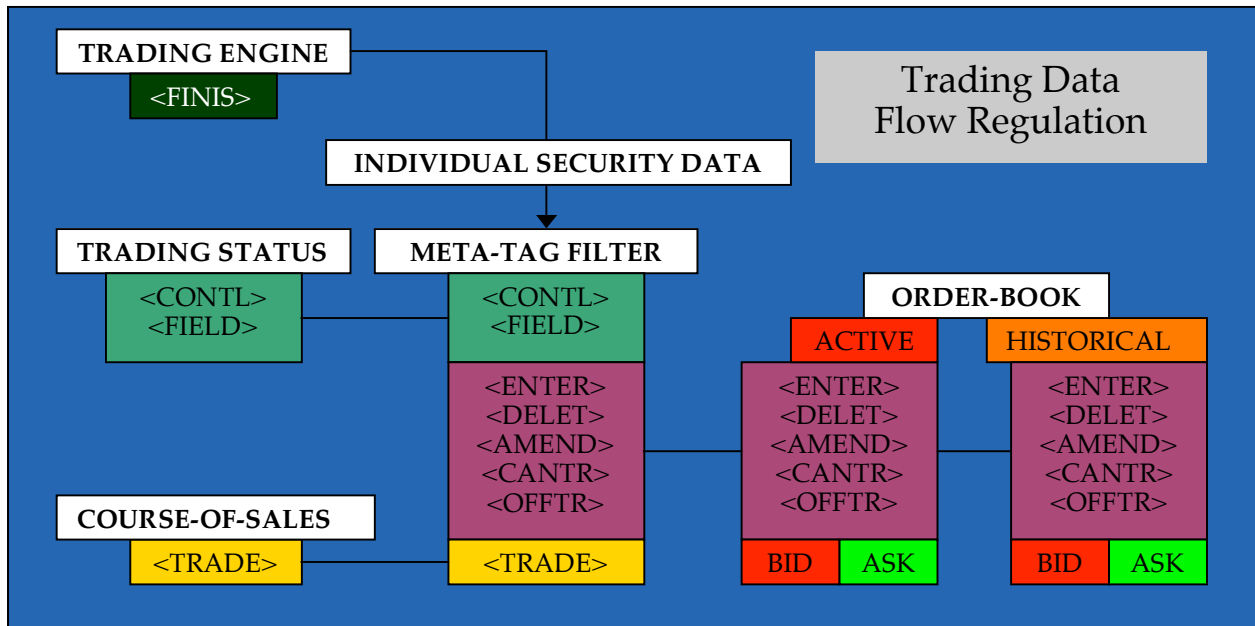 TRADING ENGINE
<FINIS>
Trading Data
Flow Regulation
INDIVIDUAL SECURITY DATA
TRADING STATUS
<CONTL>
<FIELD>
META-TAG FILTER
<CONTL>
<FIELD>
<ENTER>
<DELET>
<AMEND>
<CANTR>
<OFFTR>
<TRADE>
COURSE-OF-SALES
<TRADE>
ORDER-BOOK
ACTIVE
<ENTER>
<DELET>
<AMEND>
<CANTR>
<OFFTR>
BID ASK
HISTORICAL
<ENTER>
<DELET>
<AMEND>
<CANTR>
<OFFTR>
BID ASK